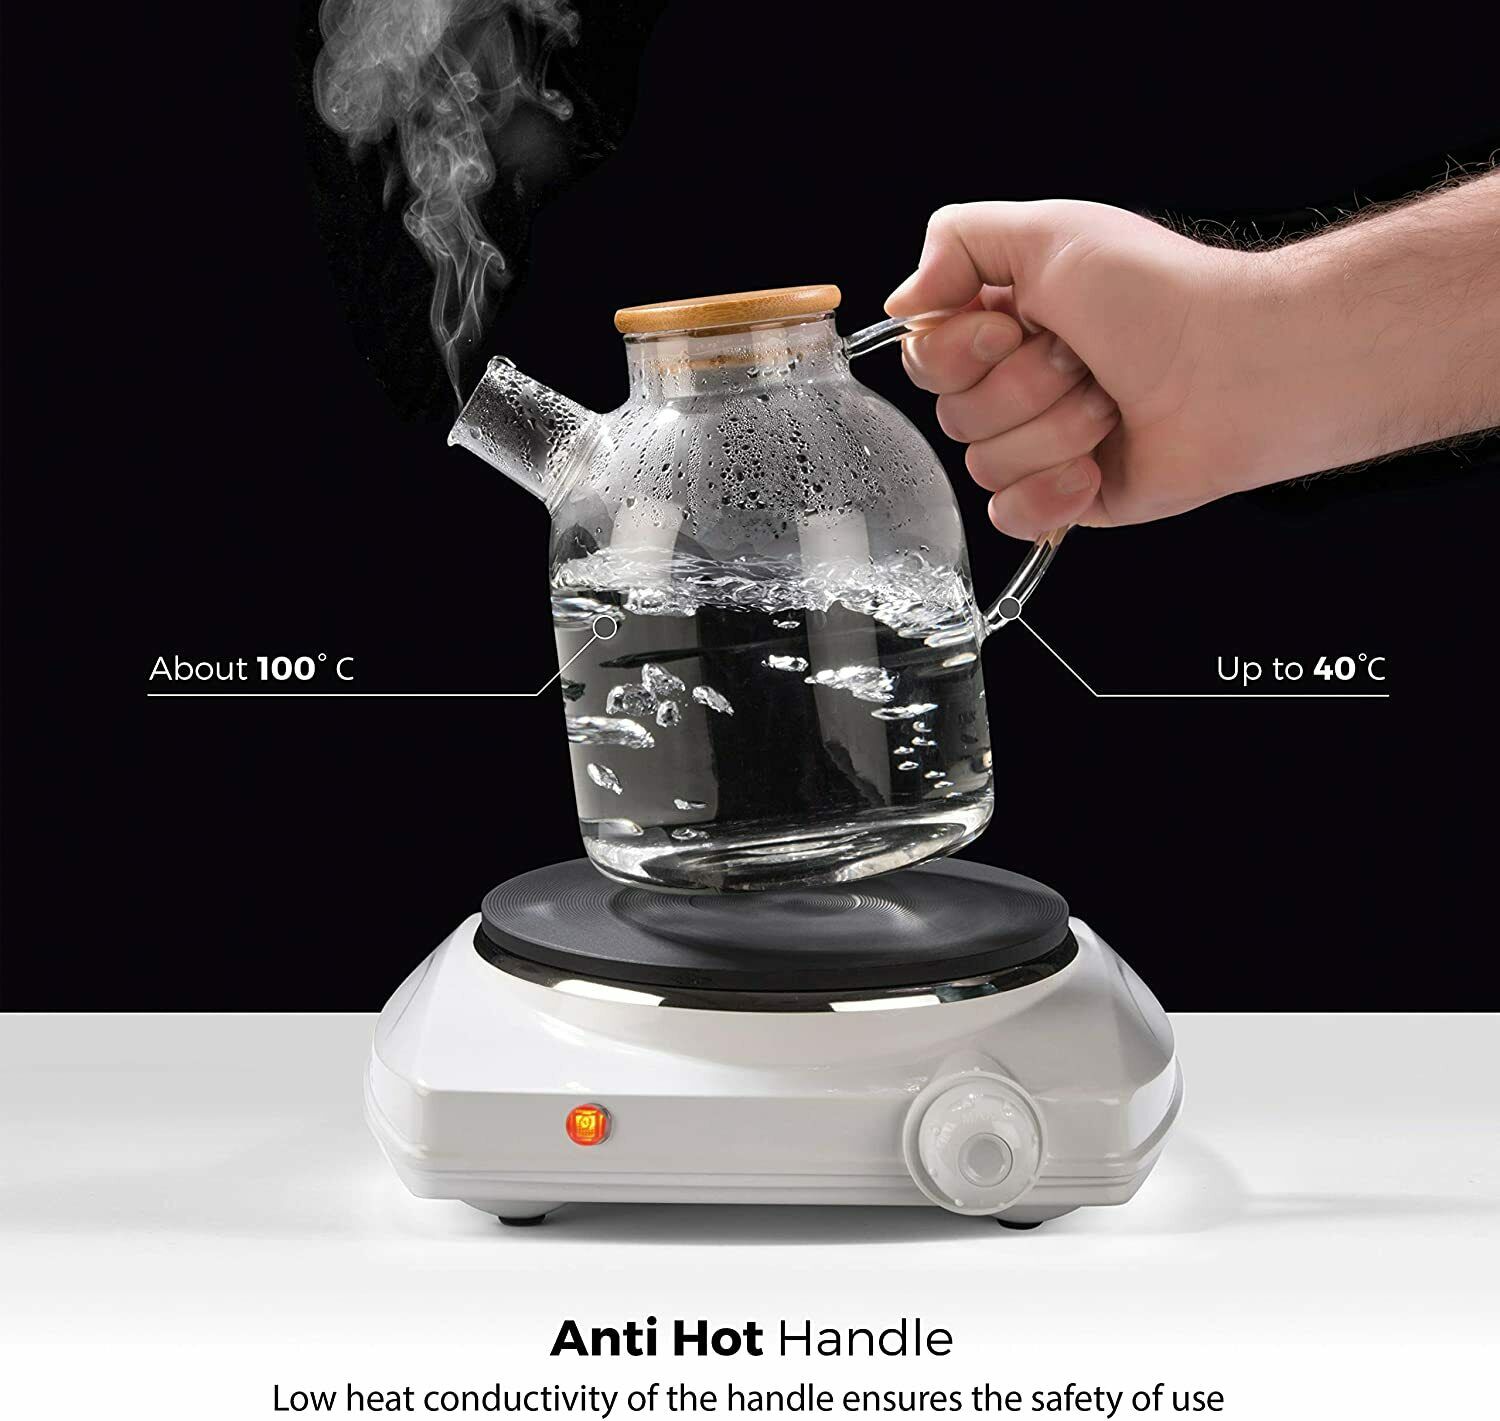 About 100° C
Up to 40°C
Anti Hot Handle
Low heat conductivity of the handle ensures the safety of use